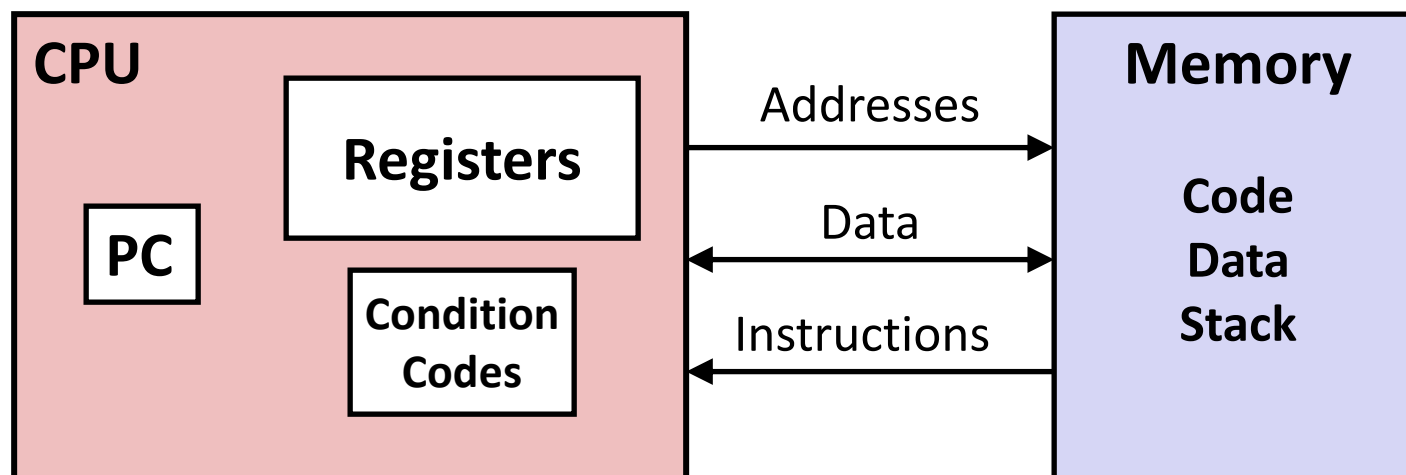 CPU
Registers
PC
Condition
Codes
Addresses
Data
Instructions
Memory
Code
Data
Stack